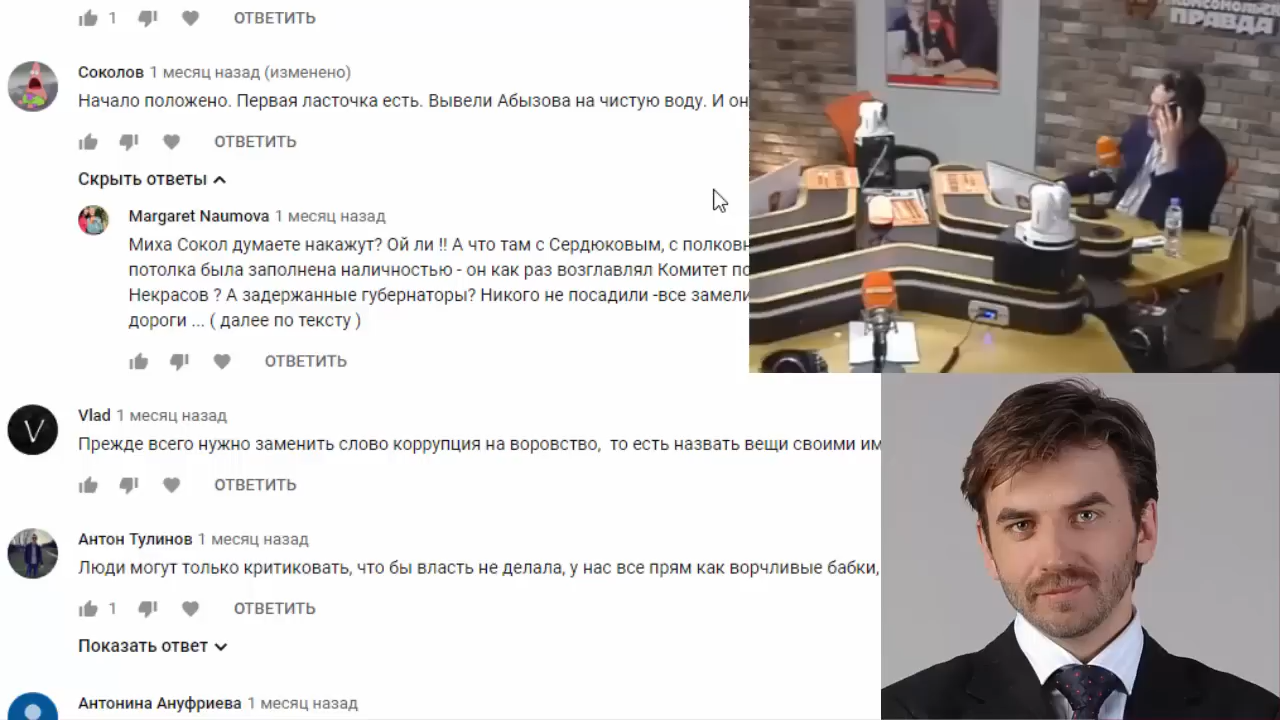 1 ОТВЕТИТЬ
Соколов 1 месяц назад (изменено)
Начало положено. Первая ласточка есть. Вывели Абызова на чистую воду. И он
ОТВЕТИТЬ
Скрыть ответы
Margaret Naumova 1 месяц назад
Миха Сокол думаете накажут? Ой ли !! А что там с Сердюковым, с полковн
потолка была заполнена наличностью - он как раз возглавлял Комитет по
Некрасов ? А задержанные губернаторы? Никого не посадили -все замели
дороги ... ( далее по тексту )
ОТВЕТИТЬ
V
Vlad 1 месяц назад
Прежде всего нужно заменить слово коррупция на воровство, то есть назвать вещи своими им
ОТВЕТИТЬ
Антон Тулинов 1 месяц назад
Люди могут только критиковать, что бы власть не делала, у нас все прям как ворчливые бабки,
1 ОТВЕТИТЬ
Показать ответ
Антонина Ануфриева 1 месяц назад
ПРАВДА